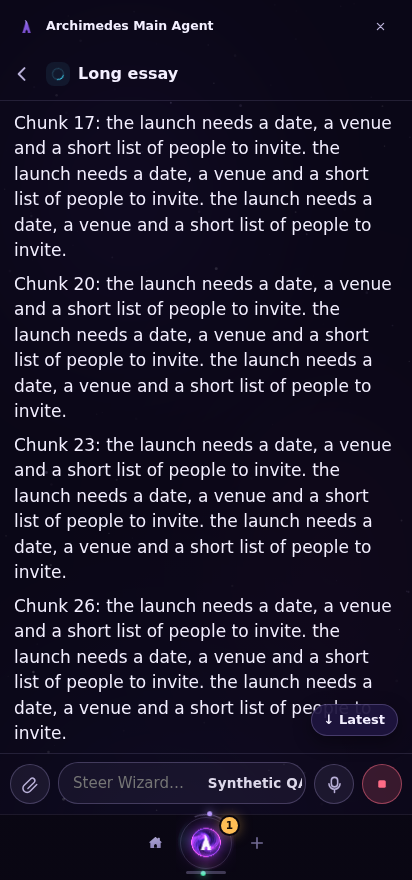 Archimedes Main Agent
Long essay
Chunk 17: the launch needs a date, a venue
and a short list of people to invite. the
launch needs a date, a venue and a short
list of people to invite. the launch needs a
date, a venue and a short list of people to
invite.
Chunk 20: the launch needs a date, a venue
and a short list of people to invite. the
launch needs a date, a venue and a short
list of people to invite. the launch needs a
date, a venue and a short list of people to
invite.
Chunk 23: the launch needs a date, a venue
and a short list of people to invite. the
launch needs a date, a venue and a short
list of people to invite. the launch needs a
date, a venue and a short list of people to
invite.
Chunk 26: the launch needs a date, a venue
and a short list of people to invite. the
launch needs a date, a venue and a short
list of people to invite. the launch needs a
date, a venue and a short list of people to
invite.
↓ Latest
Steer Wizard... Synthetic QA
1